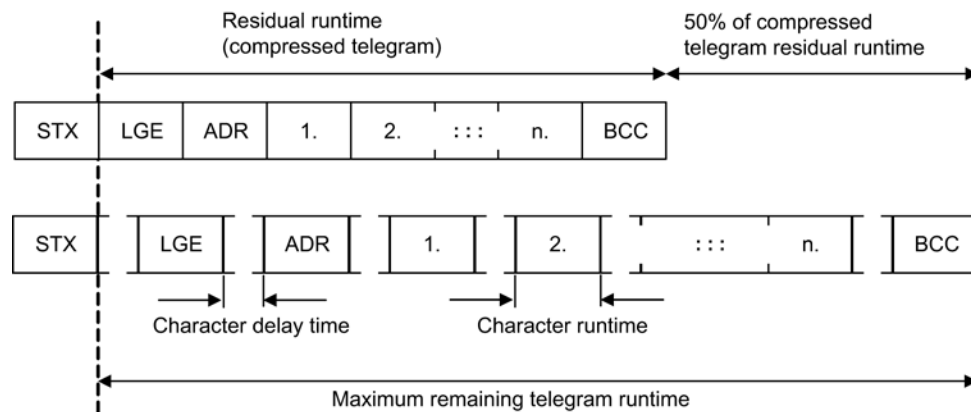 Residual runtime
(compressed telegram)
50% of compressed
telegram residual runtime
STX LGE ADR 1. 2. : : : n. BCC
STX LGE ADR 1. 2. : : : n. BCC
Character delay time
Character runtime
Maximum remaining telegram runtime